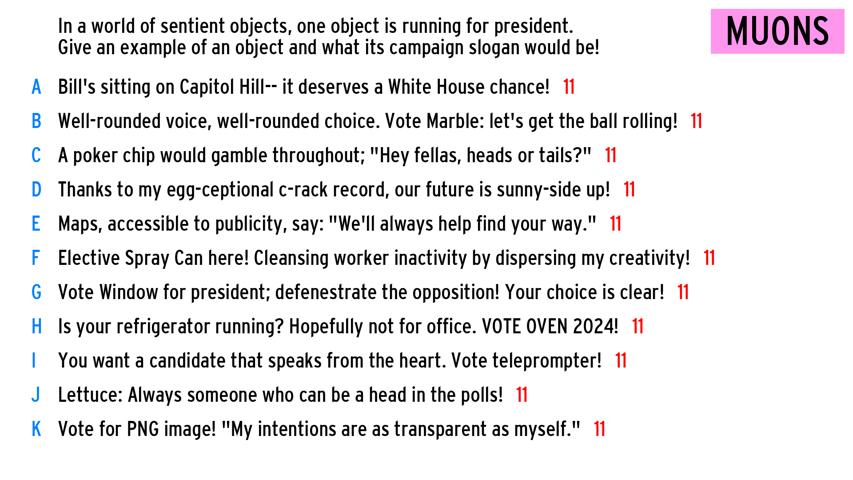 In a world of sentient objects, one object is running for president.
Give an example of an object and what its campaign slogan would be!
MUONS
A Bill's sitting on Capitol Hill-- it deserves a White House chance! 11
B Well-rounded voice, well-rounded choice. Vote Marble: let's get the ball rolling! 11
C A poker chip would gamble throughout; "Hey fellas, heads or tails?" 11
D Thanks to my egg-ceptional c-rack record, our future is sunny-side up! 11
E Maps, accessible to publicity, say: "We'll always help find your way." 11
F Elective Spray Can here! Cleansing worker inactivity by dispersing my creativity! 11
G Vote Window for president; defenestrate the opposition! Your choice is clear! 11
H Is your refrigerator running? Hopefully not for office. VOTE OVEN 2024! 11
I You want a candidate that speaks from the heart. Vote teleprompter! 11
J Lettuce: Always someone who can be a head in the polls! 11
K Vote for PNG image! "My intentions are as transparent as myself." 11